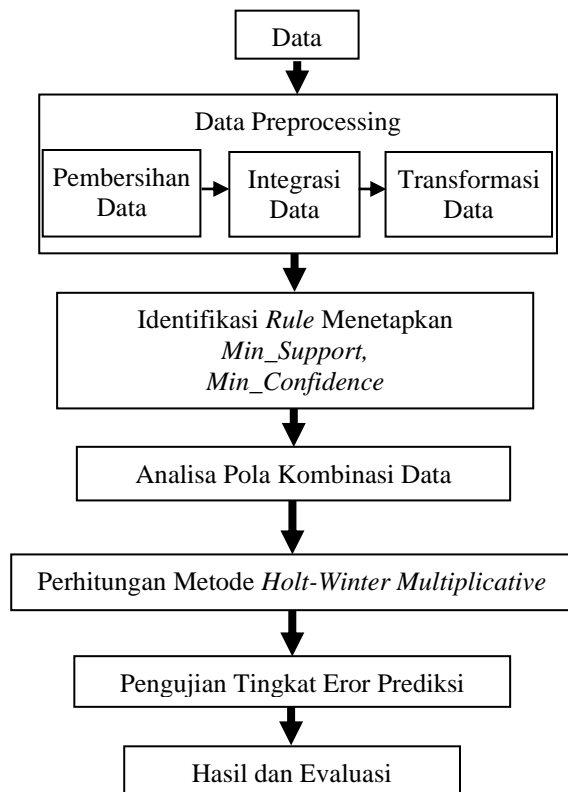 Data
Data Preprocessing
Pembersihan
Data
Integrasi
Data
Transformasi
Data
Identifikasi Rule Menetapkan
Min_Support,
Min_Confidence
Analisa Pola Kombinasi Data
Perhitungan Metode Holt-Winter Multiplicative
Pengujian Tingkat Eror Prediksi
Hasil dan Evaluasi